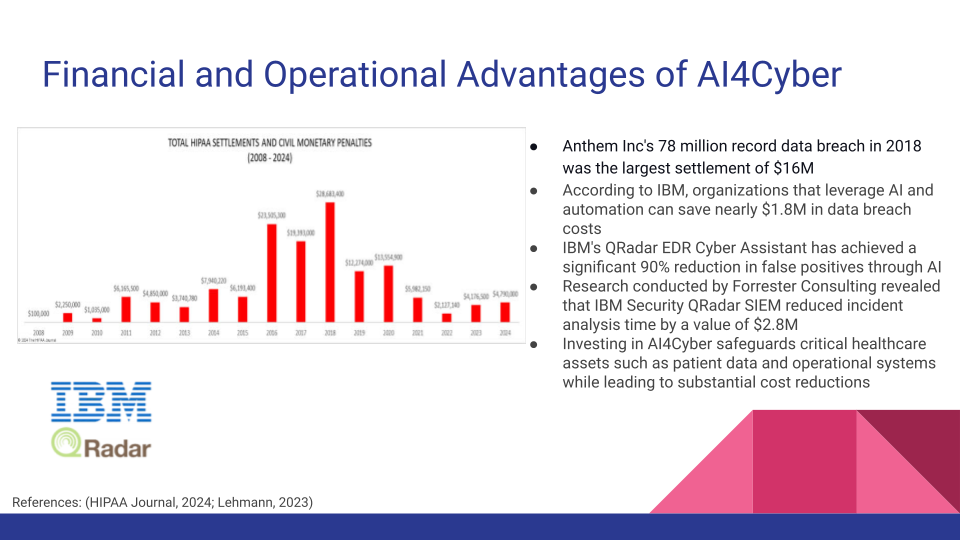 Financial and Operational Advantages of AI4Cyber
TOTAL HIPAA SETTLEMENTS AND CIVIL MONETARY PENALTIES
(2008 - 2024)
$100,000
$2,250,000
$1,035,000
$6,165,500
$4,850,000
$3,740,780
$7,940,220
$6,193,400
$23,505,300
$19,393,000
$28,683,400
$12,274,000
$13,554,900
$5,982,150
$2,127,140
$4,176,500
$4,790,000
2008 2009 2010 2011 2012 2013 2014 2015 2016 2017 2018 2019 2020 2021 2022 2023 2024
● Anthem Inc's 78 million record data breach in 2018
was the largest settlement of $16M
● According to IBM, organizations that leverage AI and
automation can save nearly $1.8M in data breach
costs
● IBM's QRadar EDR Cyber Assistant has achieved a
significant 90% reduction in false positives through AI
● Research conducted by Forrester Consulting revealed
that IBM Security QRadar SIEM reduced incident
analysis time by a value of $2.8M
● Investing in AI4Cyber safeguards critical healthcare
assets such as patient data and operational systems
while leading to substantial cost reductions
IBM
QRadar
References: (HIPAA Journal, 2024; Lehmann, 2023)